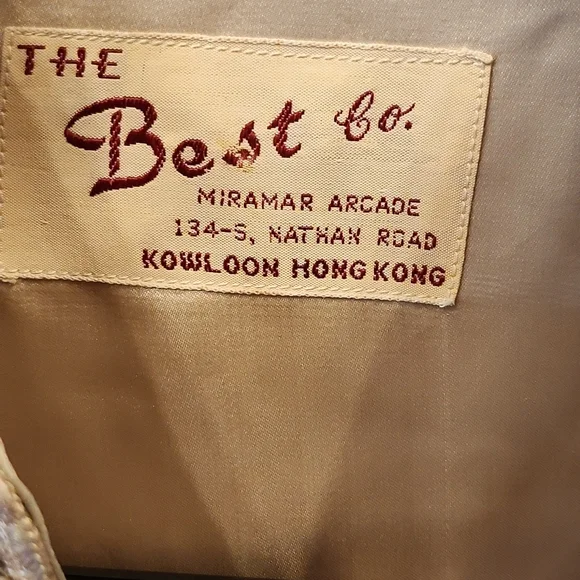 THE
Best Co.
MIRAMAR ARCADE
134-S, NATHAN ROAD
KOWLOON HONG KONG